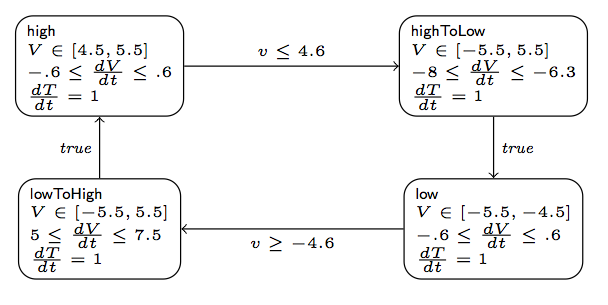 high
V ∈ [4.5, 5.5]
−.6 ≤ dV/dt ≤ .6
dT/dt = 1
v ≤ 4.6
highToLow
V ∈ [−5.5, 5.5]
−8 ≤ dV/dt ≤ −6.3
dT/dt = 1
true
true
lowToHigh
V ∈ [−5.5, 5.5]
5 ≤ dV/dt ≤ 7.5
dT/dt = 1
v ≥ −4.6
low
V ∈ [−5.5, −4.5]
−.6 ≤ dV/dt ≤ .6
dT/dt = 1